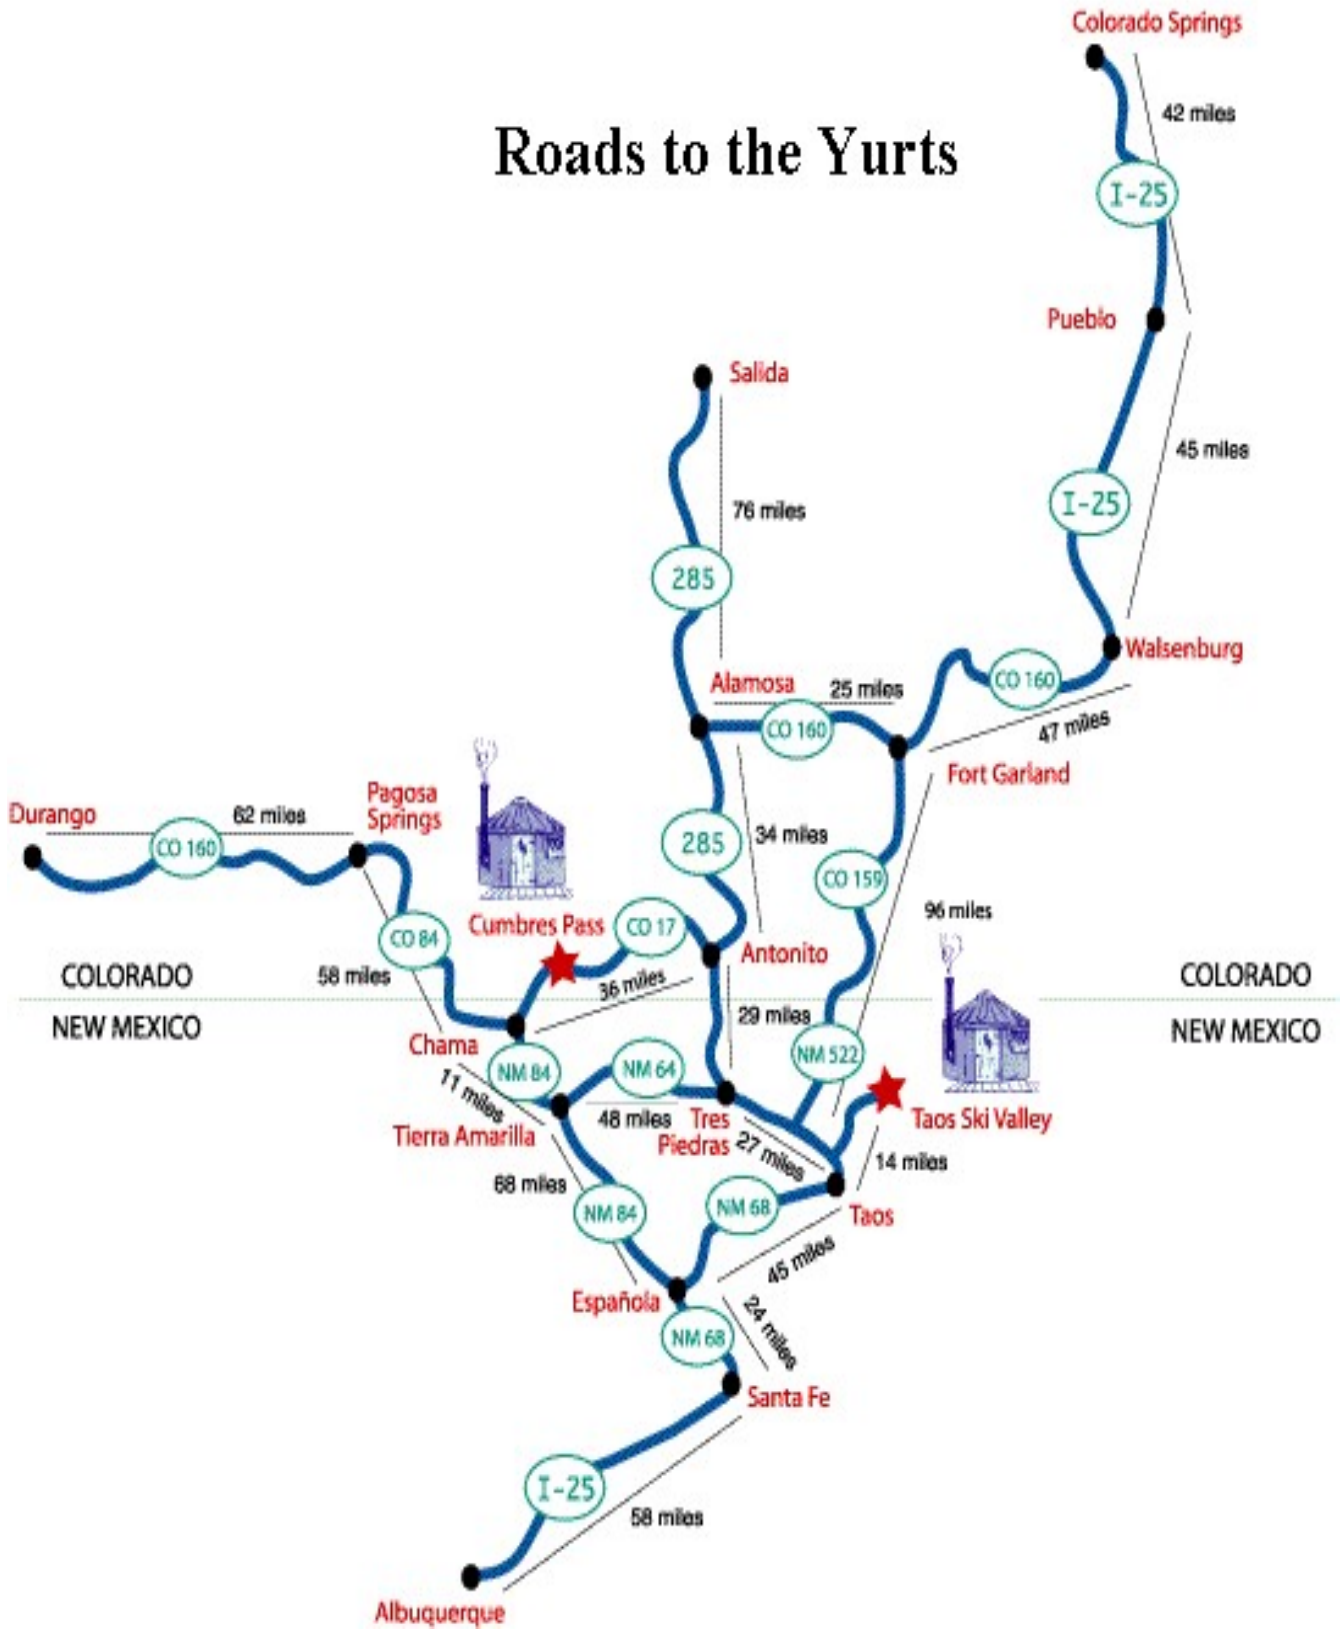 Colorado Springs
42 miles
Roads to the Yurts
I-25
Pueblo
Salida
45 miles
I-25
76 miles
285
Walsenburg
Alamosa
25 miles
CO 160
CO 160
47 miles
Fort Garland
Durango
62 miles
Pagosa
Springs
CO 160
285
34 miles
CO 159
96 miles
Cumbres Pass
CO 17
CO 84
Antonito
58 miles
36 miles
COLORADO
COLORADO
NEW MEXICO
NEW MEXICO
29 miles
Chama
NM 522
NM 84
NM 64
11 miles
48 miles
Tres
Piedras
Taos Ski Valley
Tierra Amarilla
27 miles
14 miles
68 miles
NM 84
NM 68
Taos
45 miles
Española
24 miles
NM 68
Santa Fe
I-25
58 miles
Albuquerque